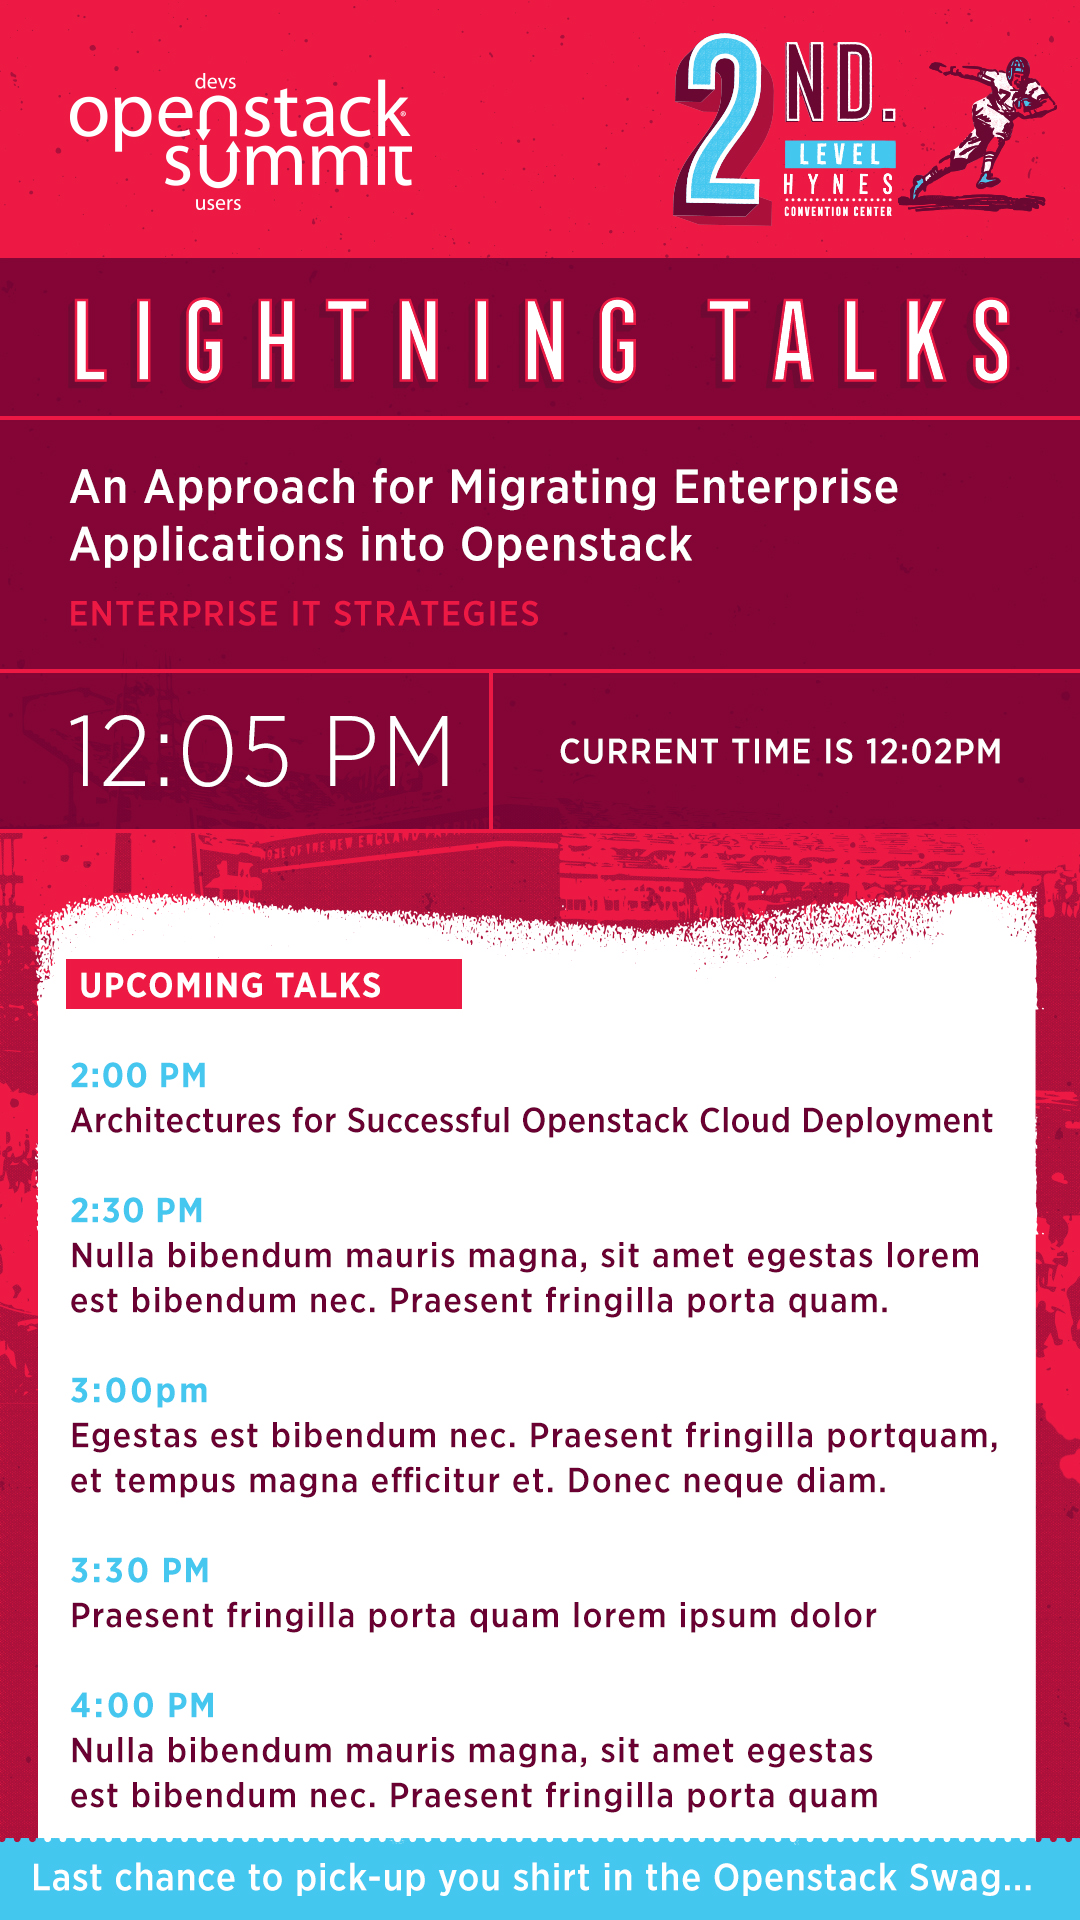 devs
openstack
summit
users
2ND.
LEVEL
HYNES
CONVENTION CENTER
LIGHTNING TALKS
An Approach for Migrating Enterprise
Applications into Openstack
ENTERPRISE IT STRATEGIES
12:05 PM
CURRENT TIME IS 12:02PM
OF THE NEW ENGLAND
UPCOMING TALKS
2:00 PM
Architectures for Successful Openstack Cloud Deployment
2:30 PM
Nulla bibendum mauris magna, sit amet egestas lorem
est bibendum nec. Praesent fringilla porta quam.
3:00pm
Egestas est bibendum nec. Praesent fringilla portquam,
et tempus magna efficitur et. Donec neque diam.
3:30 PM
Praesent fringilla porta quam lorem ipsum dolor
4:00 PM
Nulla bibendum mauris magna, sit amet egestas
est bibendum nec. Praesent fringilla porta quam
Last chance to pick-up you shirt in the Openstack Swag...